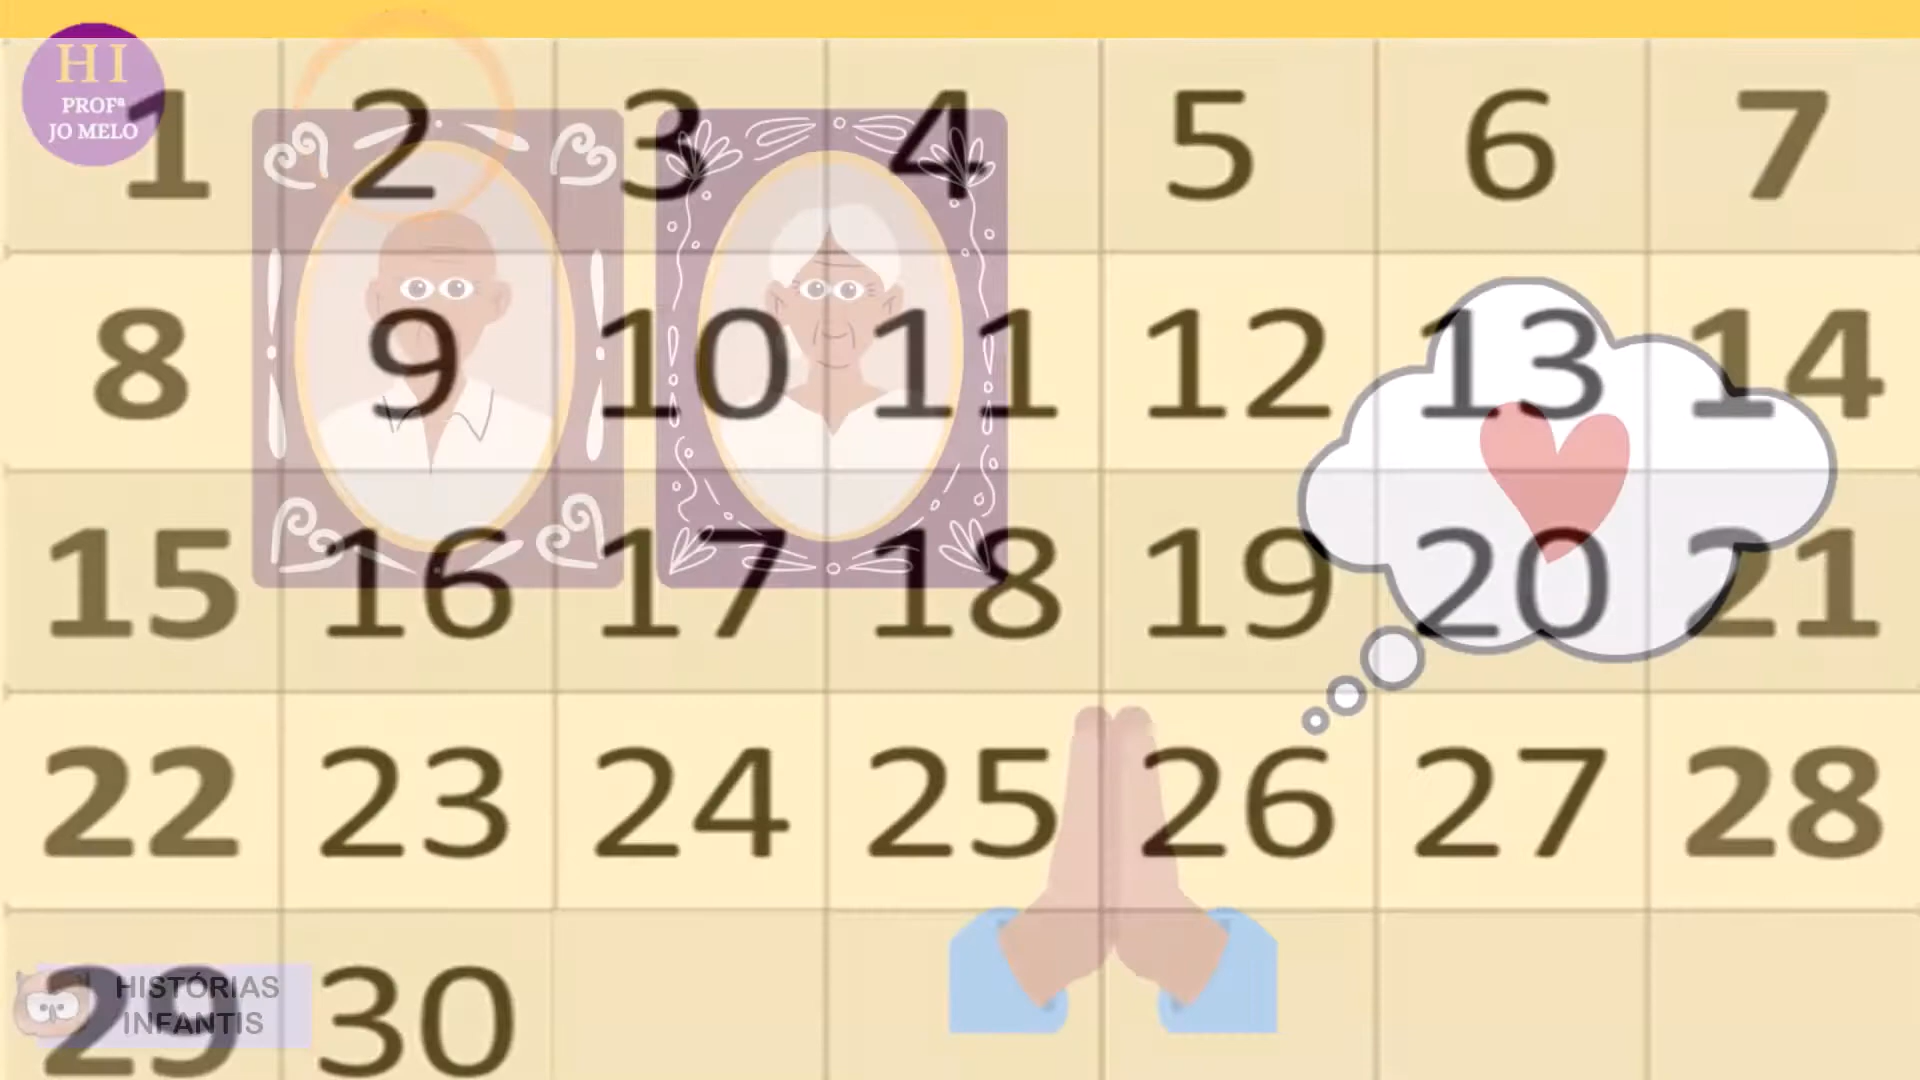 HI
PROFª
JO MELO
1 2 3 4 5 6 7
8 9 10 11 12 13 14
15 16 17 18 19 20 21
22 23 24 25 26 27 28
29 30
HISTÓRIAS
INFANTIS